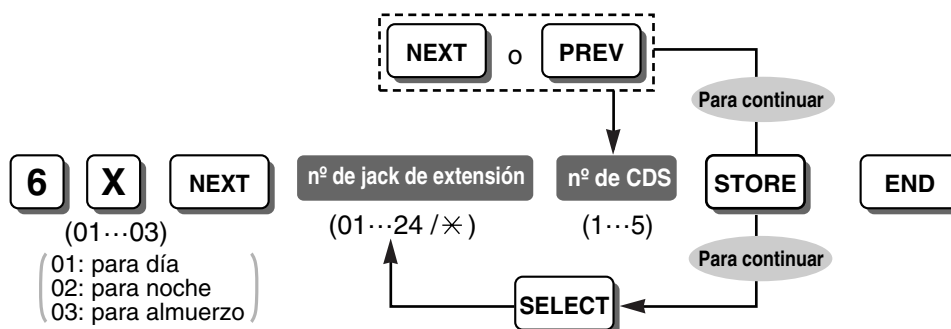 NEXT o PREV
Para continuar
6 X NEXT nº de jack de extensión nº de CDS STORE END
(01···03) (01···24 /✳) (1···5)
01: para día
02: para noche
03: para almuerzo
Para continuar
SELECT